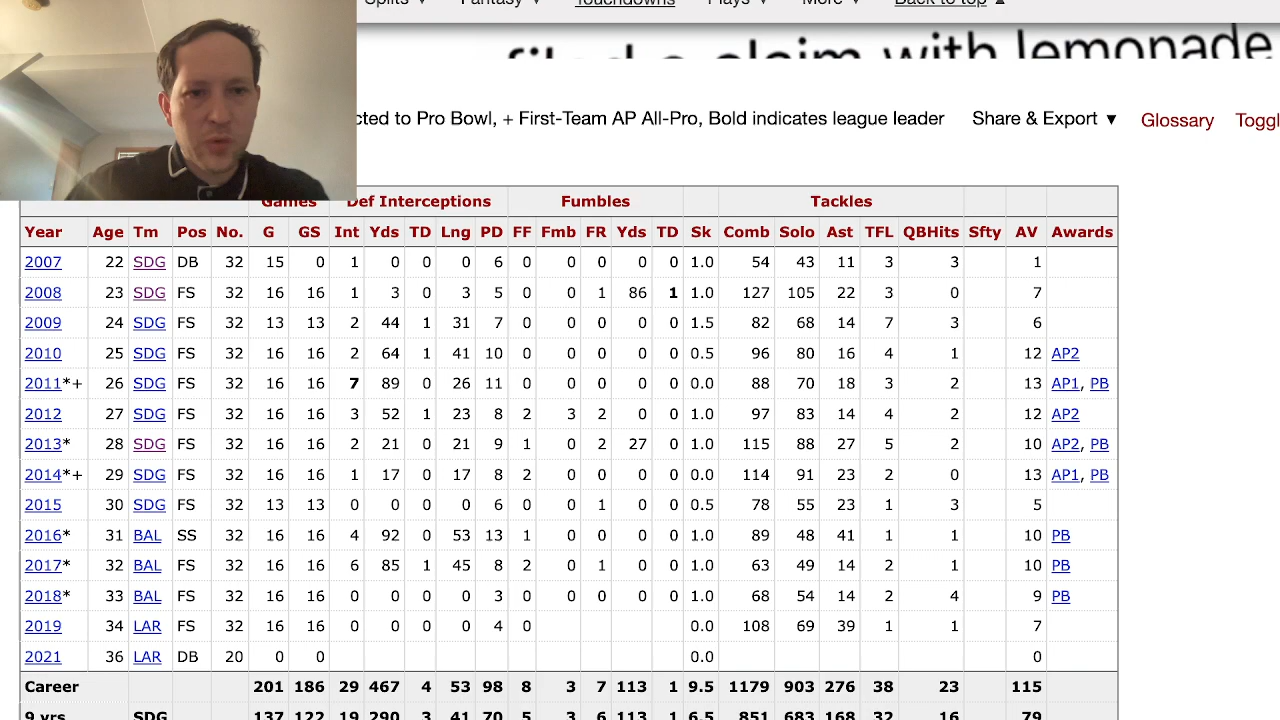 Splits ▼ Fantasy ▼ Touchdowns Plays ▼ More ▼ Back to top ▲
filed a claim with lemonade
cted to Pro Bowl, + First-Team AP All-Pro, Bold indicates league leader Share & Export ▼ Glossary Toggl
Games Def Interceptions Fumbles Tackles
Year Age Tm Pos No. G GS Int Yds TD Lng PD FF Fmb FR Yds TD Sk Comb Solo Ast TFL QBHits Sfty AV Awards
2007 22 SDG DB 32 15 0 1 0 0 0 6 0 0 0 0 0 1.0 54 43 11 3 3 1
2008 23 SDG FS 32 16 16 1 3 0 3 5 0 0 1 86 1 1.0 127 105 22 3 0 7
2009 24 SDG FS 32 13 13 2 44 1 31 7 0 0 0 0 0 1.5 82 68 14 7 3 6
2010 25 SDG FS 32 16 16 2 64 1 41 10 0 0 0 0 0 0.5 96 80 16 4 1 12 AP2
2011*+ 26 SDG FS 32 16 16 7 89 0 26 11 0 0 0 0 0 0.0 88 70 18 3 2 13 AP1, PB
2012 27 SDG FS 32 16 16 3 52 1 23 8 2 3 2 0 0 1.0 97 83 14 4 2 12 AP2
2013* 28 SDG FS 32 16 16 2 21 0 21 9 1 0 2 27 0 1.0 115 88 27 5 2 10 AP2, PB
2014*+ 29 SDG FS 32 16 16 1 17 0 17 8 2 0 0 0 0 0.0 114 91 23 2 0 13 AP1, PB
2015 30 SDG FS 32 13 13 0 0 0 0 6 0 0 1 0 0 0.5 78 55 23 1 3 5
2016* 31 BAL SS 32 16 16 4 92 0 53 13 1 0 0 0 0 1.0 89 48 41 1 1 10 PB
2017* 32 BAL FS 32 16 16 6 85 1 45 8 2 0 1 0 0 1.0 63 49 14 2 1 10 PB
2018* 33 BAL FS 32 16 16 0 0 0 0 3 0 0 0 0 0 1.0 68 54 14 2 4 9 PB
2019 34 LAR FS 32 16 16 0 0 0 0 4 0 0.0 108 69 39 1 1 7
2021 36 LAR DB 20 0 0 0.0 0
Career 201 186 29 467 4 53 98 8 3 7 113 1 9.5 1179 903 276 38 23 115
9 yrs SDG 137 122 19 290 3 41 70 5 3 6 113 1 6.5 851 683 168 32 16 79